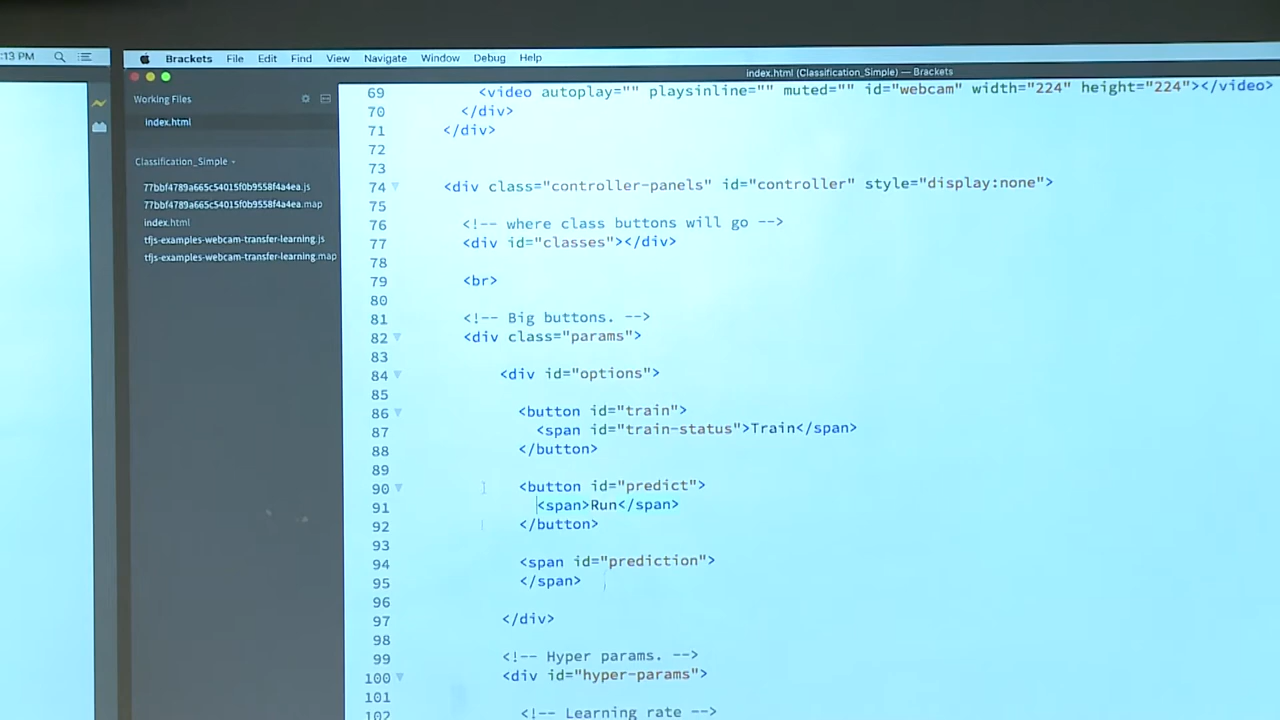 :13 PM
Brackets File Edit Find View Navigate Window Debug Help
index.html (Classification_Simple) — Brackets
Working Files
index.html
Classification_Simple
77bbf4789a665c54015f0b9558f4a4ea.js
77bbf4789a665c54015f0b9558f4a4ea.map
index.html
tfjs-examples-webcam-transfer-learning.js
tfjs-examples-webcam-transfer-learning.map
69 <video autoplay="" playsinline="" muted="" id="webcam" width="224" height="224"></video>
70 </div>
71 </div>
72
73
74 <div class="controller-panels" id="controller" style="display:none">
75
76 <!-- where class buttons will go -->
77 <div id="classes"></div>
78
79 <br>
80
81 <!-- Big buttons. -->
82 <div class="params">
83
84 <div id="options">
85
86 <button id="train">
87 <span id="train-status">Train</span>
88 </button>
89
90 <button id="predict">
91 <span>Run</span>
92 </button>
93
94 <span id="prediction">
95 </span>
96
97 </div>
98
99 <!-- Hyper params. -->
100 <div id="hyper-params">
101
102 <!-- Learning rate -->